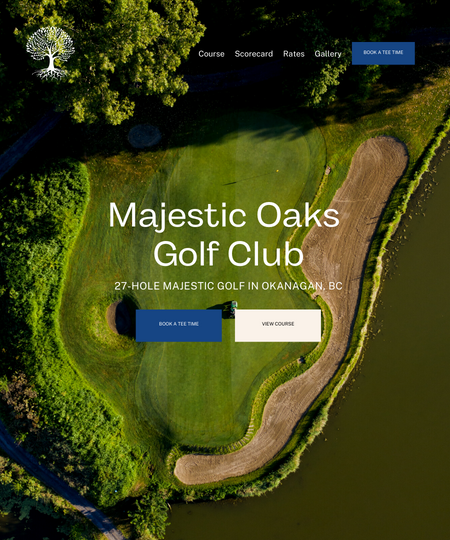 Course Scorecard Rates Gallery BOOK A TEE TIME
Majestic Oaks
Golf Club
27-HOLE MAJESTIC GOLF IN OKANAGAN, BC
BOOK A TEE TIME VIEW COURSE